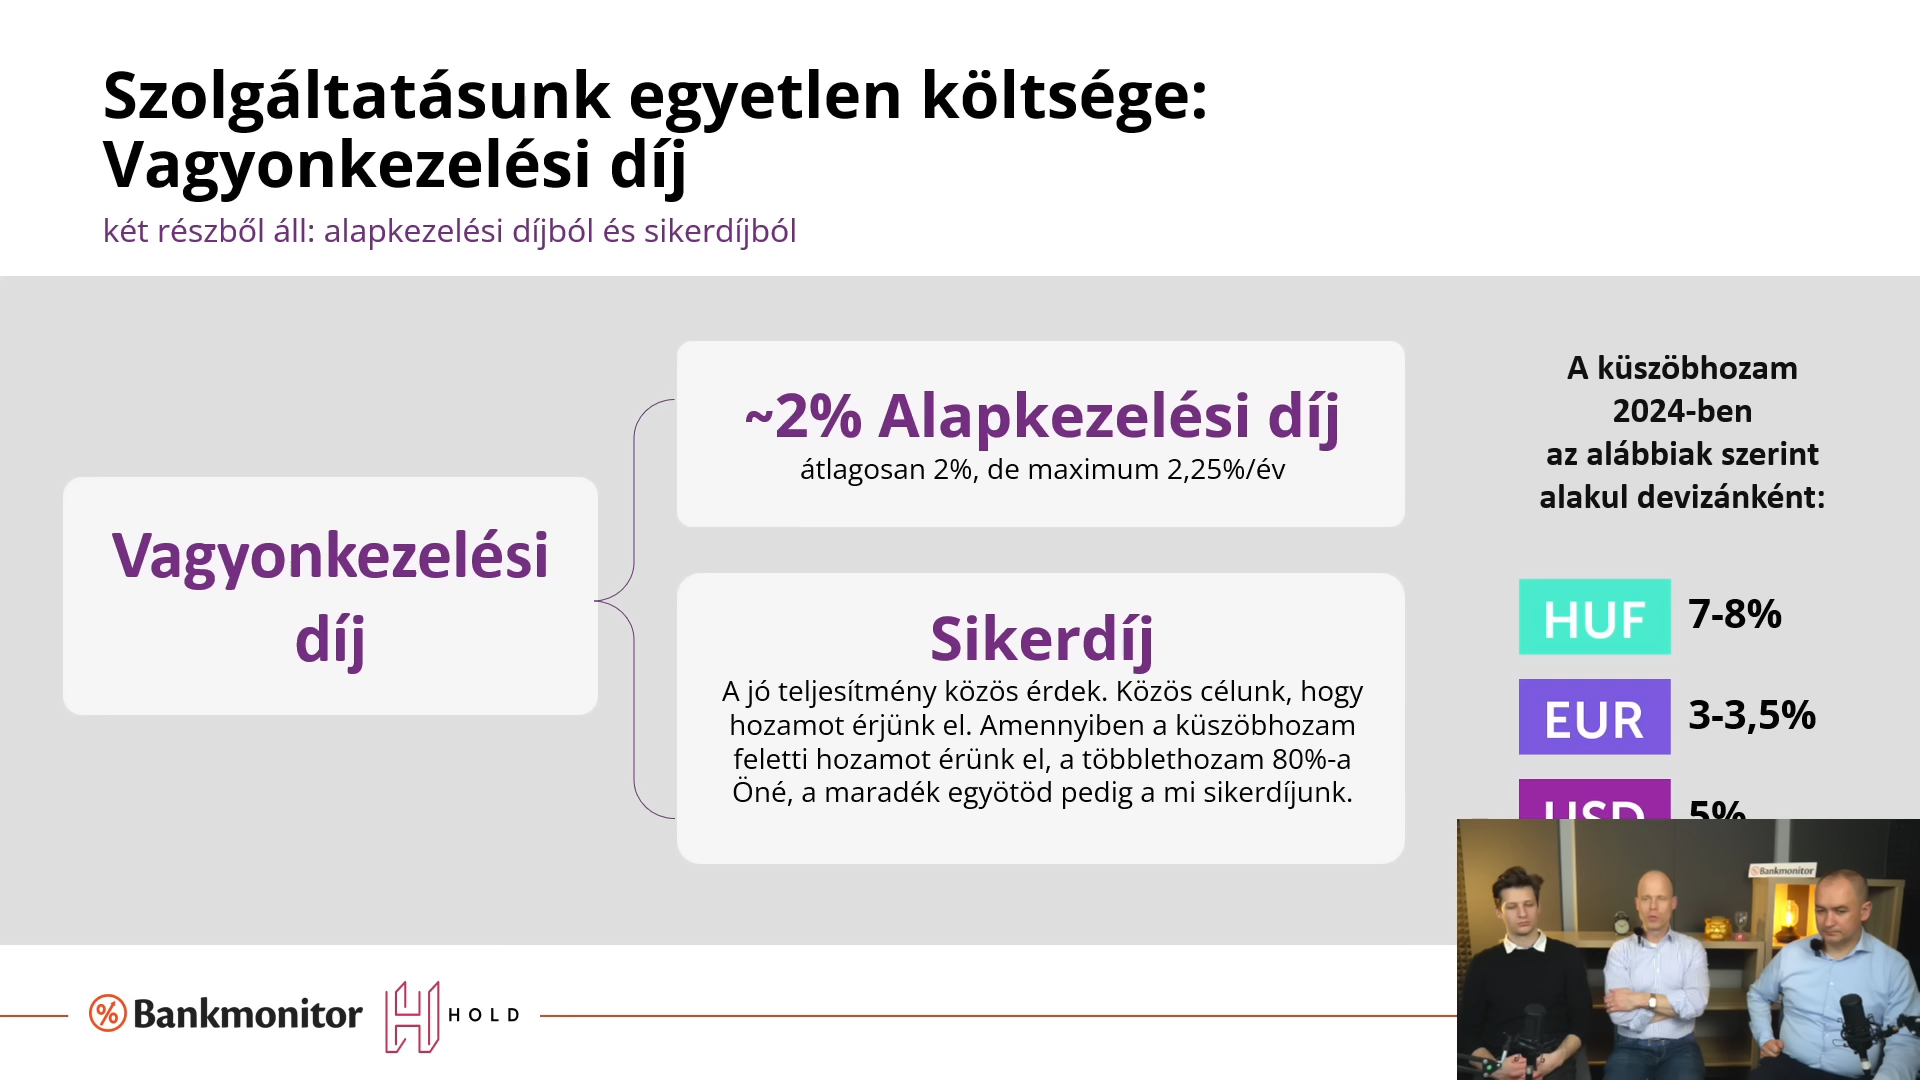 Szolgáltatásunk egyetlen költsége:
Vagyonkezelési díj
két részből áll: alapkezelési díjból és sikerdíjból
Vagyonkezelési
díj
~2% Alapkezelési díj
átlagosan 2%, de maximum 2,25%/év
Sikerdíj
A jó teljesítmény közös érdek. Közös célunk, hogy
hozamot érjünk el. Amennyiben a küszöbhozam
feletti hozamot érünk el, a többlethozam 80%-a
Öné, a maradék egyötöd pedig a mi sikerdíjunk.
A küszöbhozam
2024-ben
az alábbiak szerint
alakul devizánként:
HUF 7-8%
EUR 3-3,5%
USD 5%
Bankmonitor
Bankmonitor
HOLD